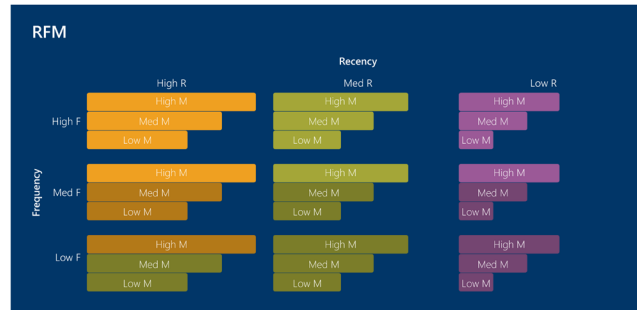 RFM
Recency
High R Med R Low R
Frequency
High F
High M High M High M
Med M Med M Med M
Low M Low M Low M
Med F
High M High M High M
Med M Med M Med M
Low M Low M Low M
Low F
High M High M High M
Med M Med M Med M
Low M Low M Low M